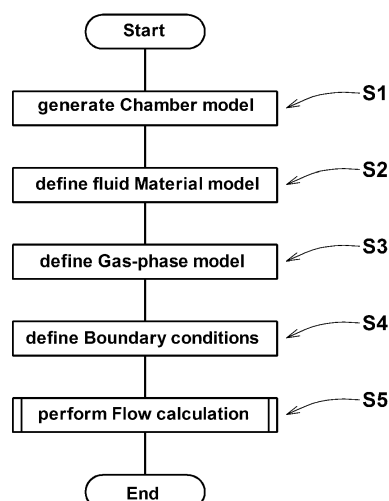 Start
generate Chamber model
S1
define fluid Material model
S2
define Gas-phase model
S3
define Boundary conditions
S4
perform Flow calculation
S5
End